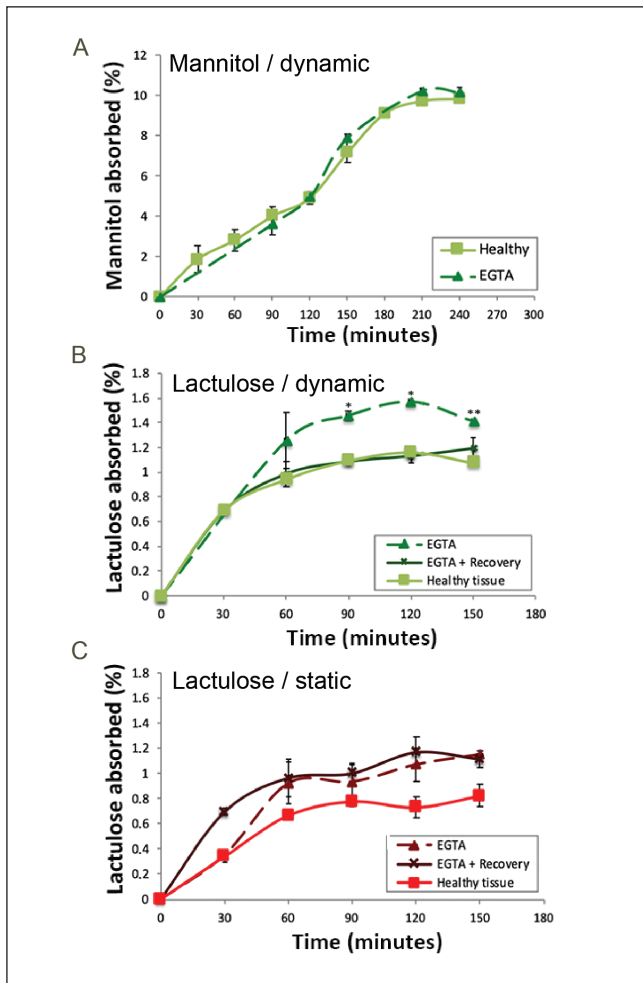 A
Mannitol / dynamic
Mannitol absorbed (%)
12
10
8
6
4
2
0
0 30 60 90 120 150 180 210 240 270 300
Time (minutes)
Healthy
EGTA
B
Lactulose / dynamic
Lactulose absorbed (%)
1.8
1.6
1.4
1.2
1
0.8
0.6
0.4
0.2
0
* * **
0 30 60 90 120 150 180
Time (minutes)
EGTA
EGTA + Recovery
Healthy tissue
C
Lactulose / static
Lactulose absorbed (%)
1.8
1.6
1.4
1.2
1
0.8
0.6
0.4
0.2
0
0 30 60 90 120 150 180
Time (minutes)
EGTA
EGTA + Recovery
Healthy tissue